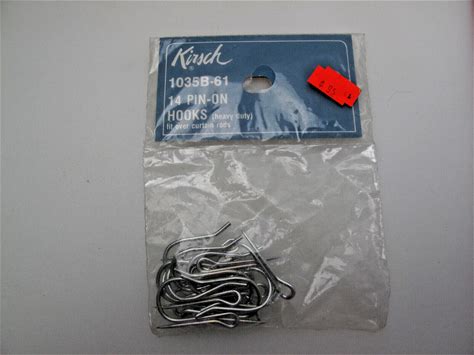 Kirsch
®
1035B-61
14 PIN-ON
HOOKS (heavy duty)
fit over curtain rods